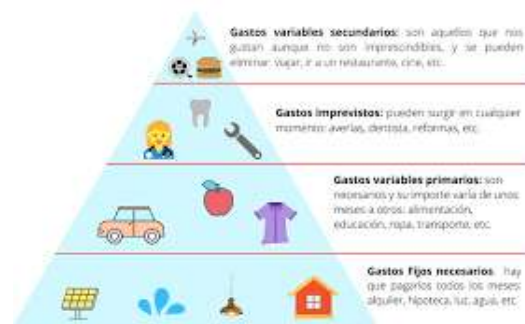 Gastos variables secundarios: son aquellos que nos
gustan aunque no son imprescindibles, y se pueden
eliminar: viajar, ir a un restaurante, cine, etc.
Gastos imprevistos: pueden surgir en cualquier
momento: averías, dentista, reformas, etc.
Gastos variables primarios: son
necesarios y su importe varía de unos
meses a otros: alimentación,
educación, ropa, transporte, etc.
Gastos Fijos necesarios: hay
que pagarlos todos los meses:
alquiler, hipoteca, luz, agua, etc